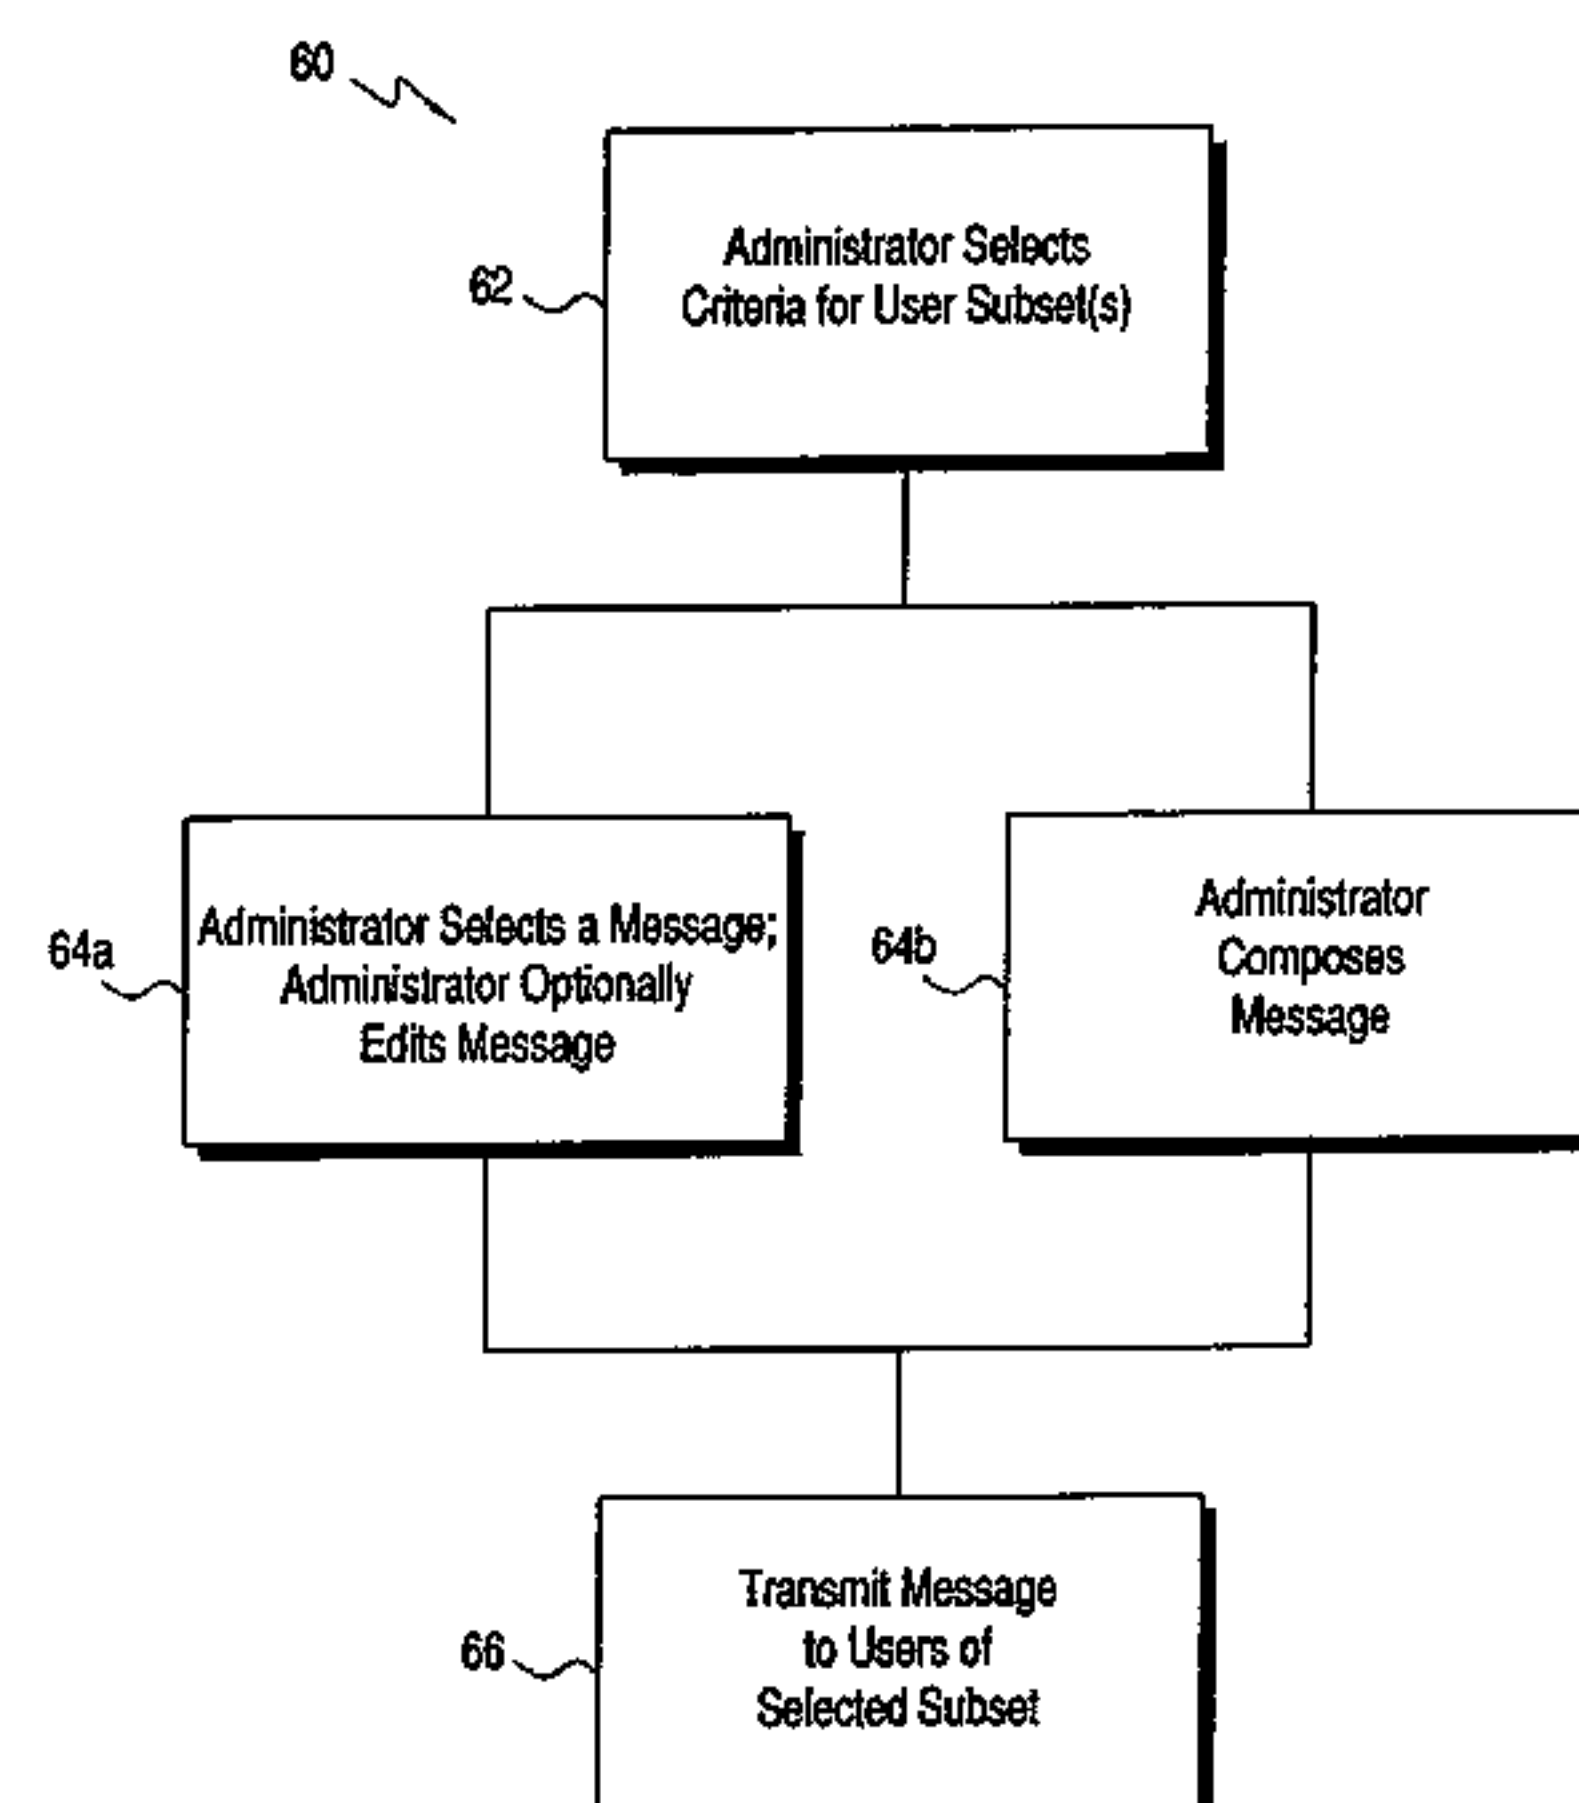 60
Administrator Selects
Criteria for User Subset(s)
62
Administrator Selects a Message;
Administrator Optionally
Edits Message
64a
Administrator
Composes
Message
64b
Transmit Message
to Users of
Selected Subset
66